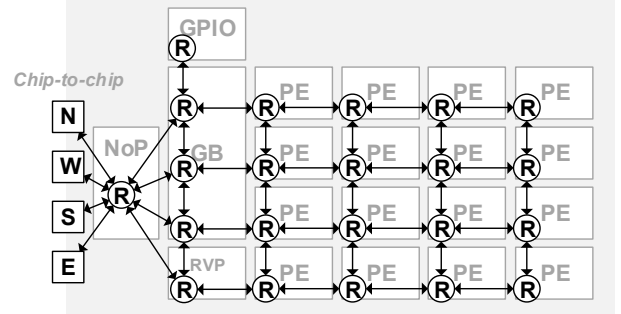 GPIO
R
Chip-to-chip
PE PE PE PE
N
R R R R R
NoP
GB PE PE PE PE
W
R R R R R
R
PE PE PE PE
S
R R R R R
RVP PE PE PE PE
E
R R R R R